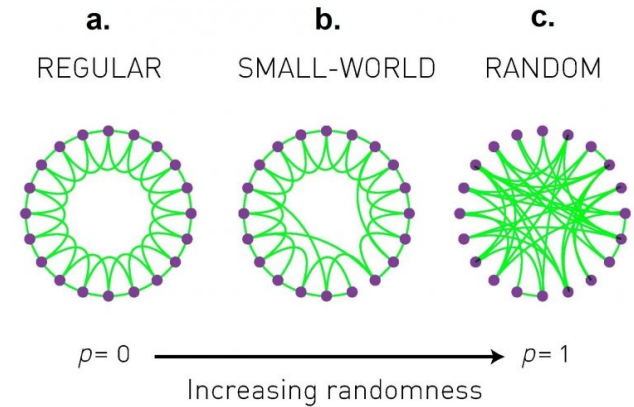 a.
b.
c.
REGULAR
SMALL-WORLD
RANDOM
p= 0
p= 1
Increasing randomness